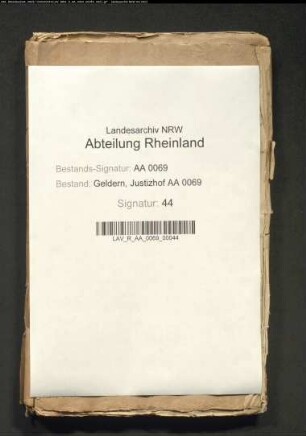 Landesarchiv NRW
Abteilung Rheinland
Bestands-Signatur: AA 0069
Bestand: Geldern, Justizhof AA 0069
Signatur: 44
LAV_R_AA_0069_00044